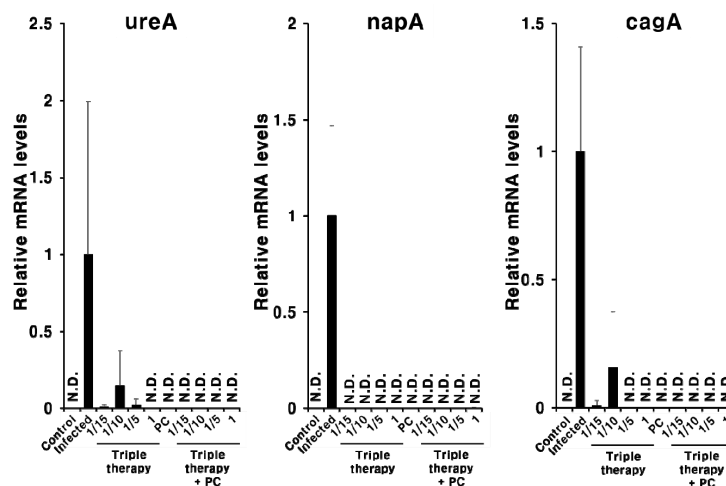 ureA
Relative mRNA levels
2.5
2
1.5
1
0.5
0
N.D. N.D. N.D. N.D. N.D. N.D. N.D.
Control Infected 1/15 1/10 1/5 1 PC 1/15 1/10 1/5 1
Triple
therapy
Triple
therapy
+ PC
napA
Relative mRNA levels
2
1.5
1
0.5
0
N.D. N.D. N.D. N.D. N.D. N.D. N.D. N.D. N.D. N.D.
Control Infected 1/15 1/10 1/5 1 PC 1/15 1/10 1/5 1
Triple
therapy
Triple
therapy
+ PC
cagA
Relative mRNA levels
1.5
1
0.5
0
N.D. N.D. N.D. N.D. N.D. N.D. N.D. N.D.
Control Infected 1/15 1/10 1/5 1 PC 1/15 1/10 1/5 1
Triple
therapy
Triple
therapy
+ PC